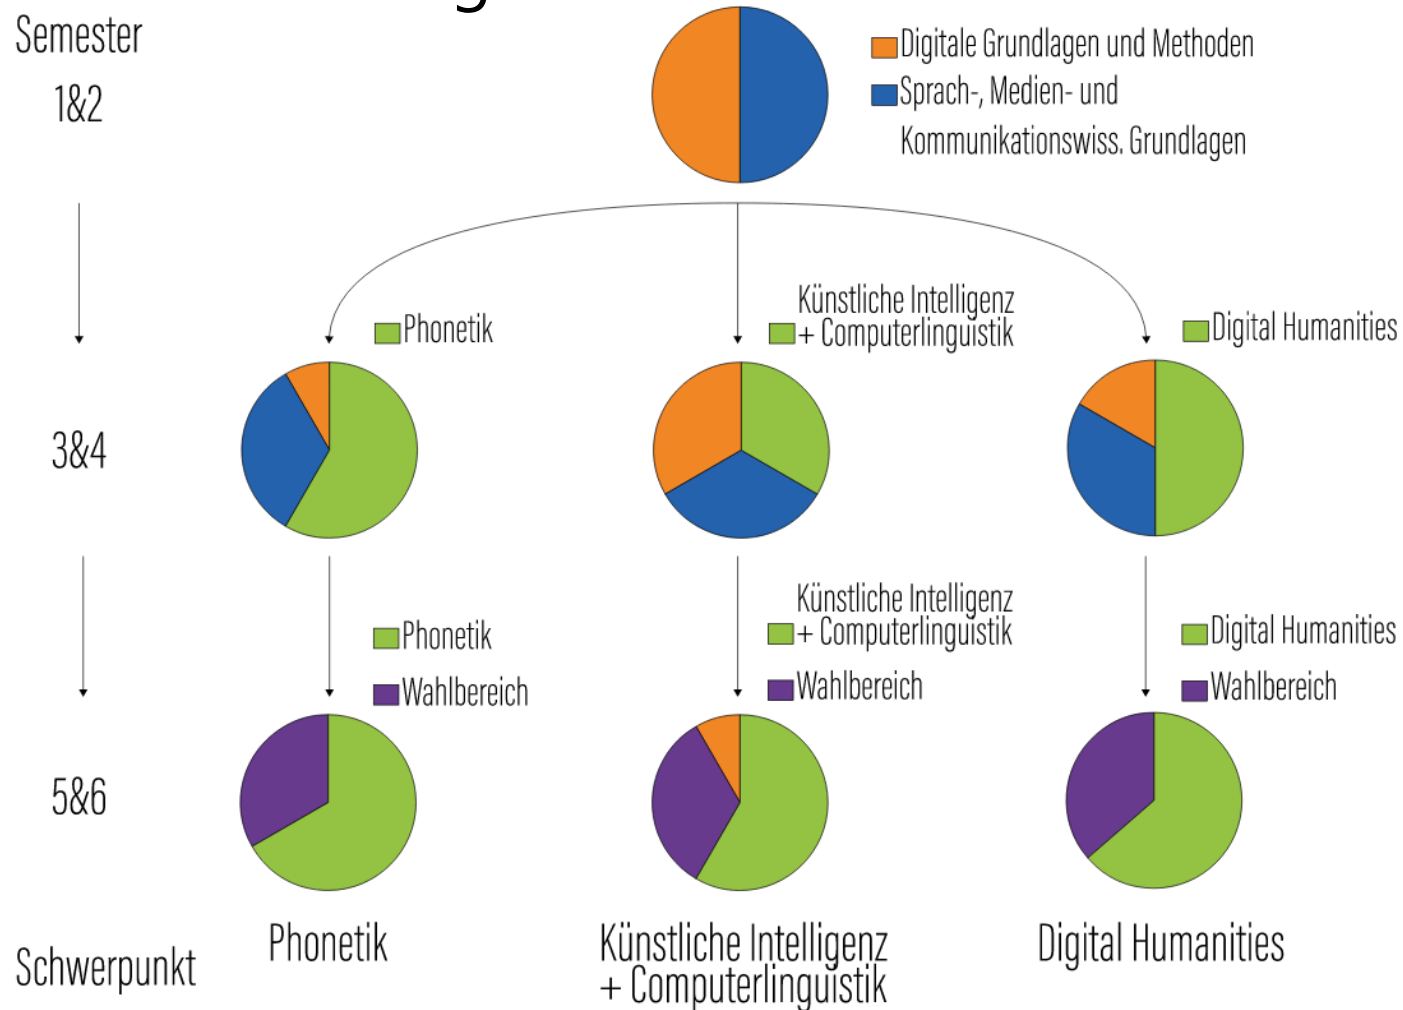 Semester
1&2
Digitale Grundlagen und Methoden
Sprach-, Medien- und
Kommunikationswiss. Grundlagen
Phonetik
Künstliche Intelligenz
+ Computerlinguistik
Digital Humanities
3&4
Phonetik
Wahlbereich
Künstliche Intelligenz
+ Computerlinguistik
Wahlbereich
Digital Humanities
Wahlbereich
5&6
Schwerpunkt
Phonetik
Künstliche Intelligenz
+ Computerlinguistik
Digital Humanities